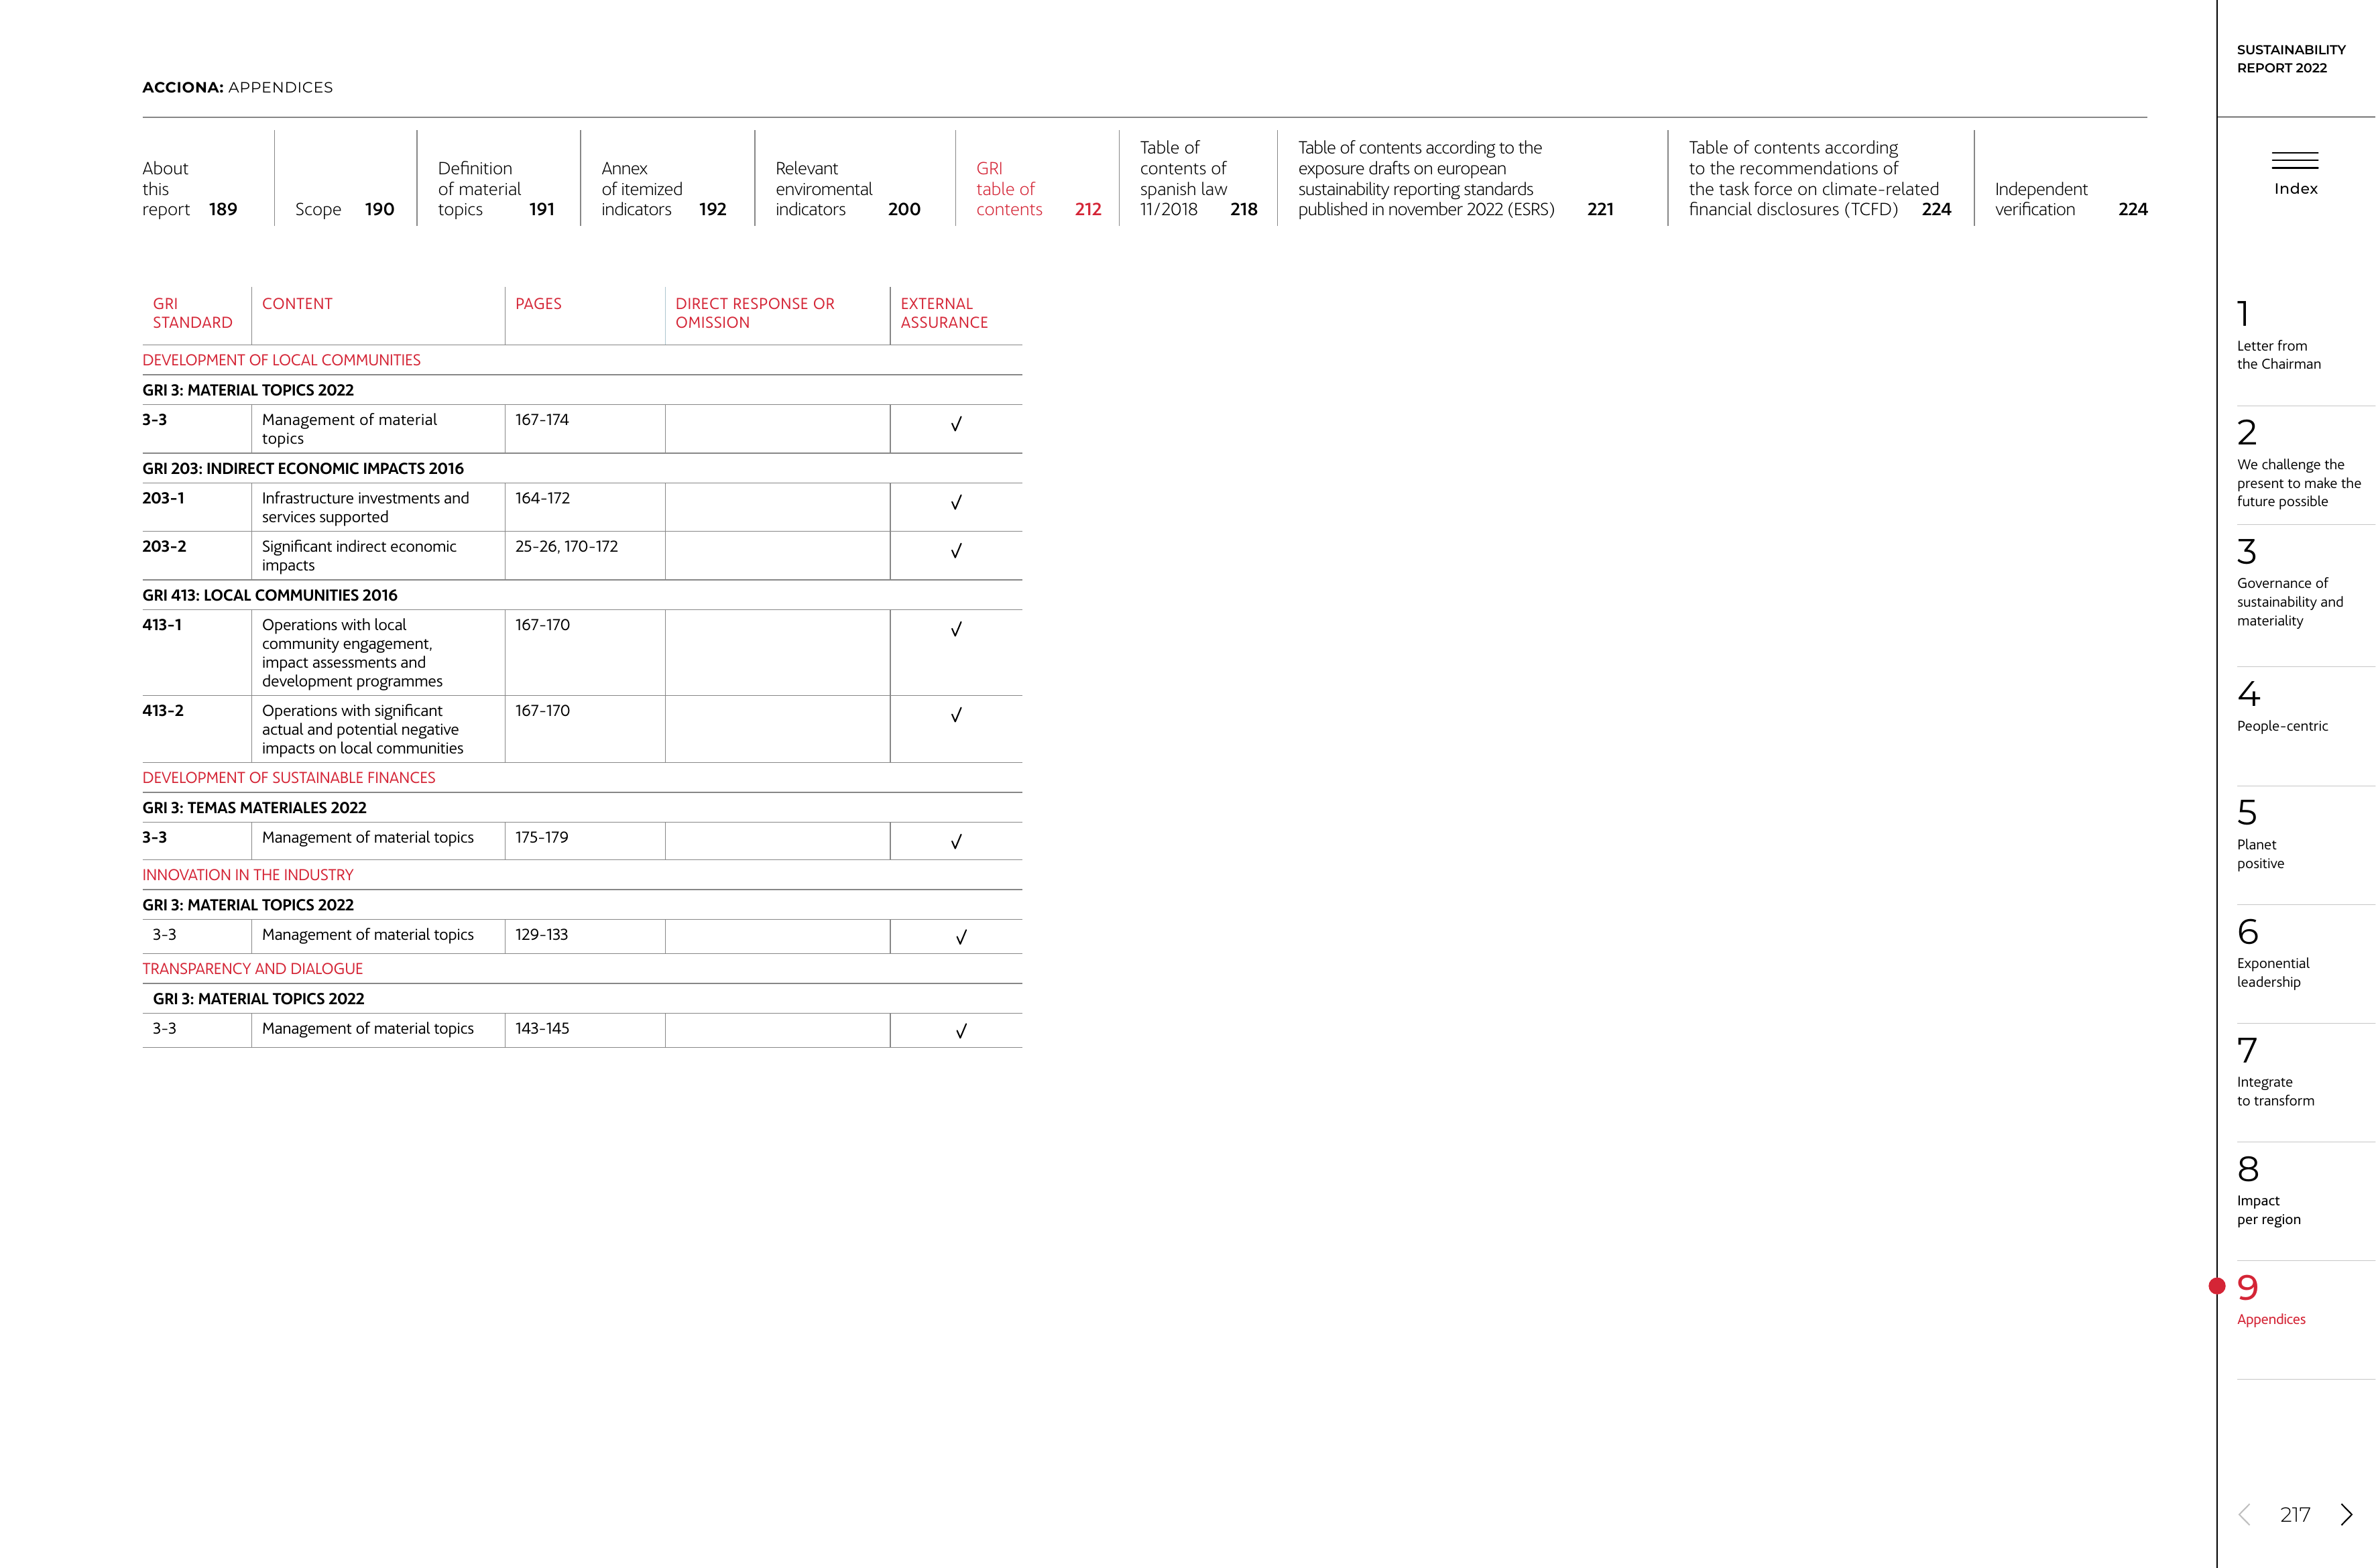 ACCIONA: APPENDICES
About
this
report 189
Scope 190
Definition
of material
topics 191
Annex
of itemized
indicators 192
Relevant
enviromental
indicators 200
GRI
table of
contents 212
Table of
contents of
spanish law
11/2018 218
Table of contents according to the
exposure drafts on european
sustainability reporting standards
published in november 2022 (ESRS) 221
Table of contents according
to the recommendations of
the task force on climate-related
financial disclosures (TCFD) 224
Independent
verification 224
GRI
STANDARD
CONTENT
PAGES
DIRECT RESPONSE OR
OMISSION
EXTERNAL
ASSURANCE
DEVELOPMENT OF LOCAL COMMUNITIES
GRI 3: MATERIAL TOPICS 2022
3-3
Management of material
topics
167-174
√
GRI 203: INDIRECT ECONOMIC IMPACTS 2016
203-1
Infrastructure investments and
services supported
164-172
√
203-2
Significant indirect economic
impacts
25-26, 170-172
√
GRI 413: LOCAL COMMUNITIES 2016
413-1
Operations with local
community engagement,
impact assessments and
development programmes
167-170
√
413-2
Operations with significant
actual and potential negative
impacts on local communities
167-170
√
DEVELOPMENT OF SUSTAINABLE FINANCES
GRI 3: TEMAS MATERIALES 2022
3-3 Management of material topics 175-179 √
INNOVATION IN THE INDUSTRY
GRI 3: MATERIAL TOPICS 2022
3-3 Management of material topics 129-133 √
TRANSPARENCY AND DIALOGUE
GRI 3: MATERIAL TOPICS 2022
3-3 Management of material topics 143-145 √
SUSTAINABILITY
REPORT 2022
Index
1
Letter from
the Chairman
2
We challenge the
present to make the
future possible
3
Governance of
sustainability and
materiality
4
People-centric
5
Planet
positive
6
Exponential
leadership
7
Integrate
to transform
8
Impact
per region
9
Appendices
217